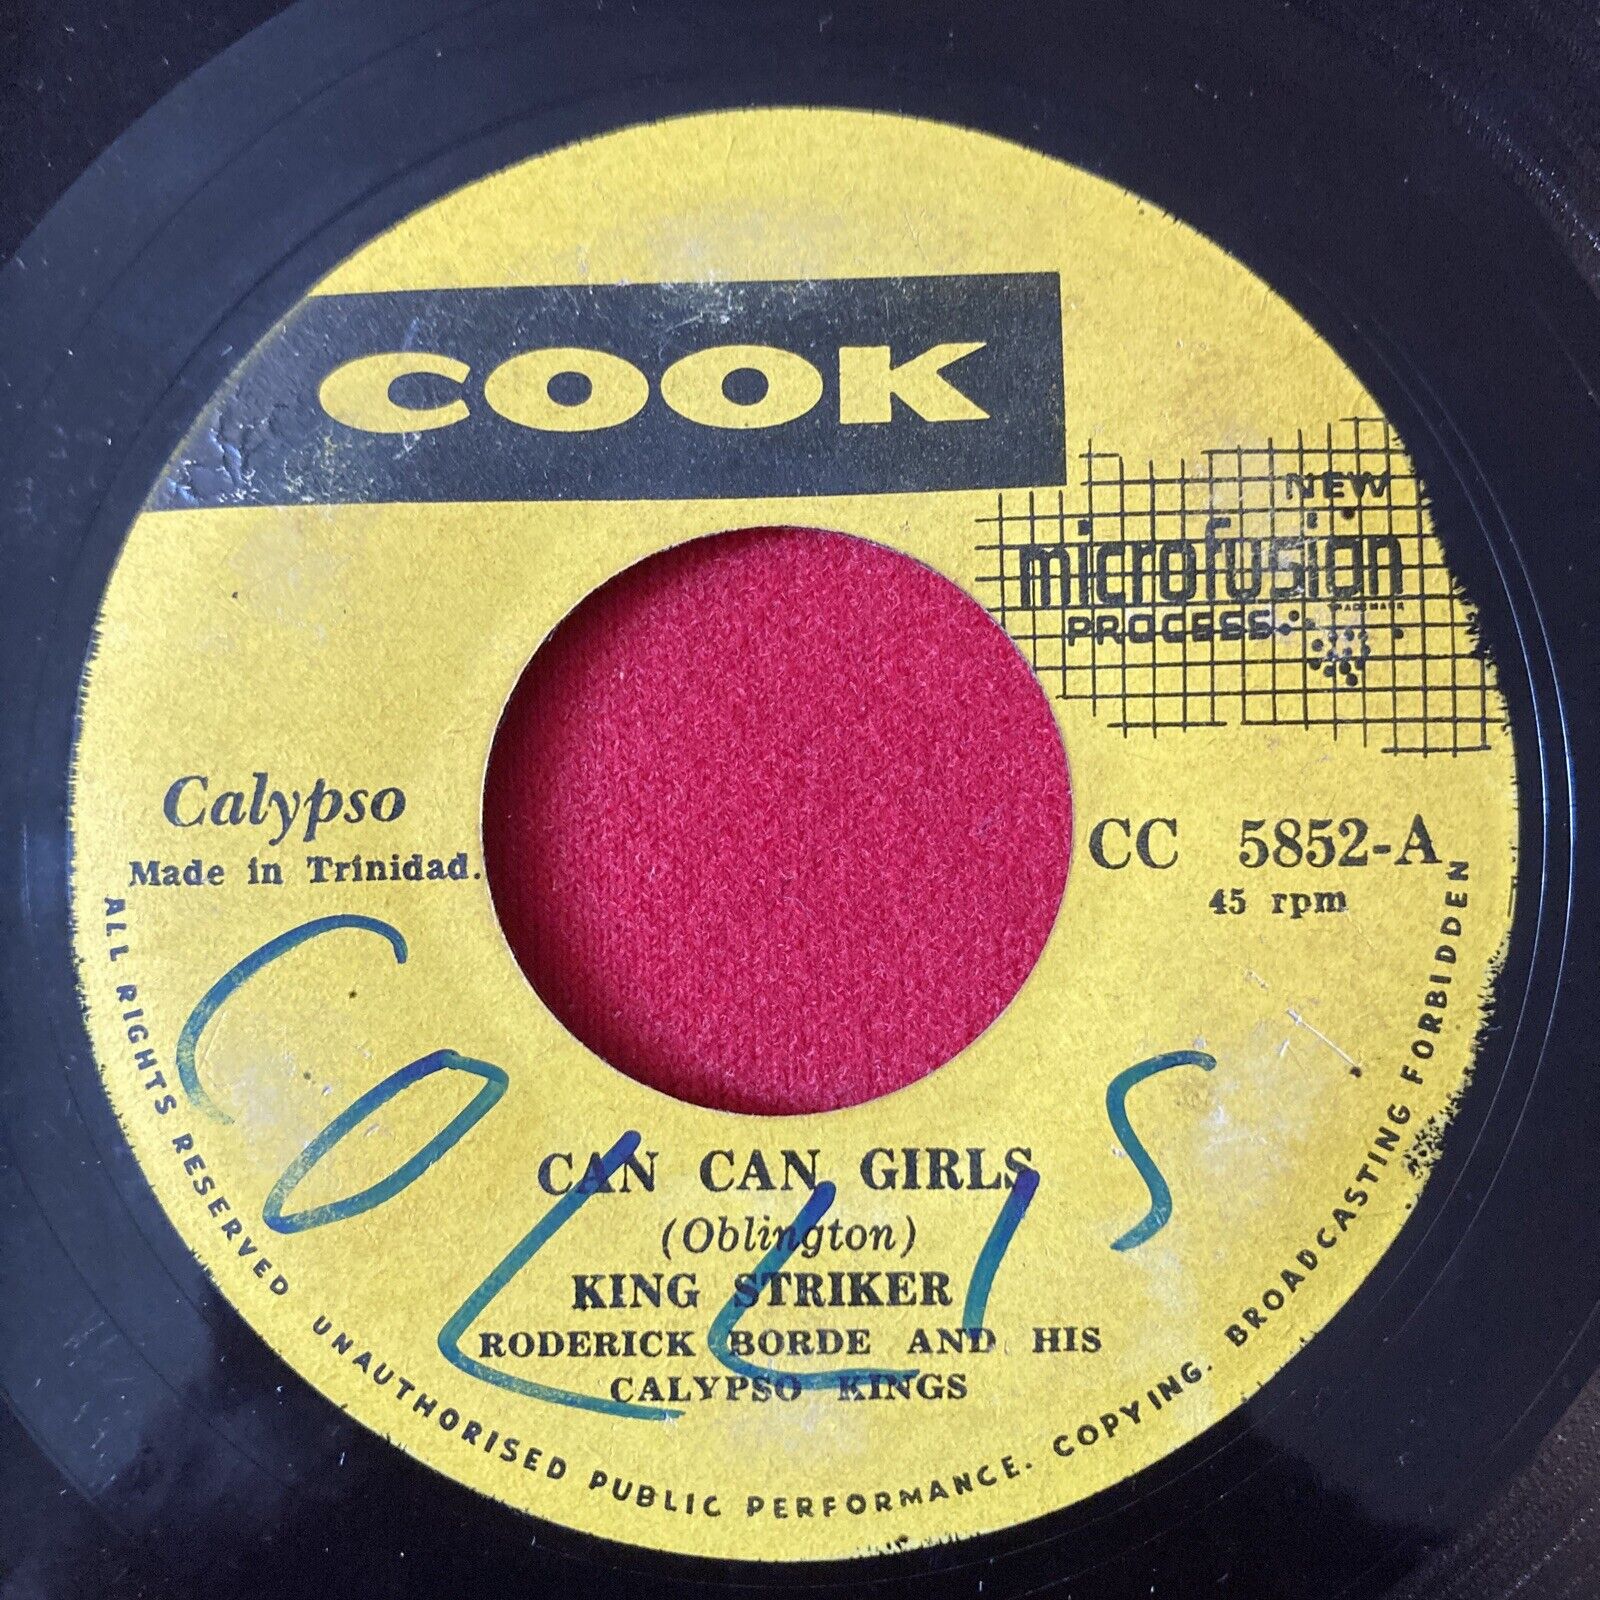 COOK
NEW
microfusion
TRADEMARK
PROCESS
Calypso
Made in Trinidad.
CC 5852-A
45 rpm
COLLIS
CAN CAN GIRLS
(Oblington)
KING STRIKER
RODERICK BORDE AND HIS
CALYPSO KINGS
ALL RIGHTS RESERVED UNAUTHORISED PUBLIC PERFORMANCE. COPYING. BROADCASTING FORBIDDEN